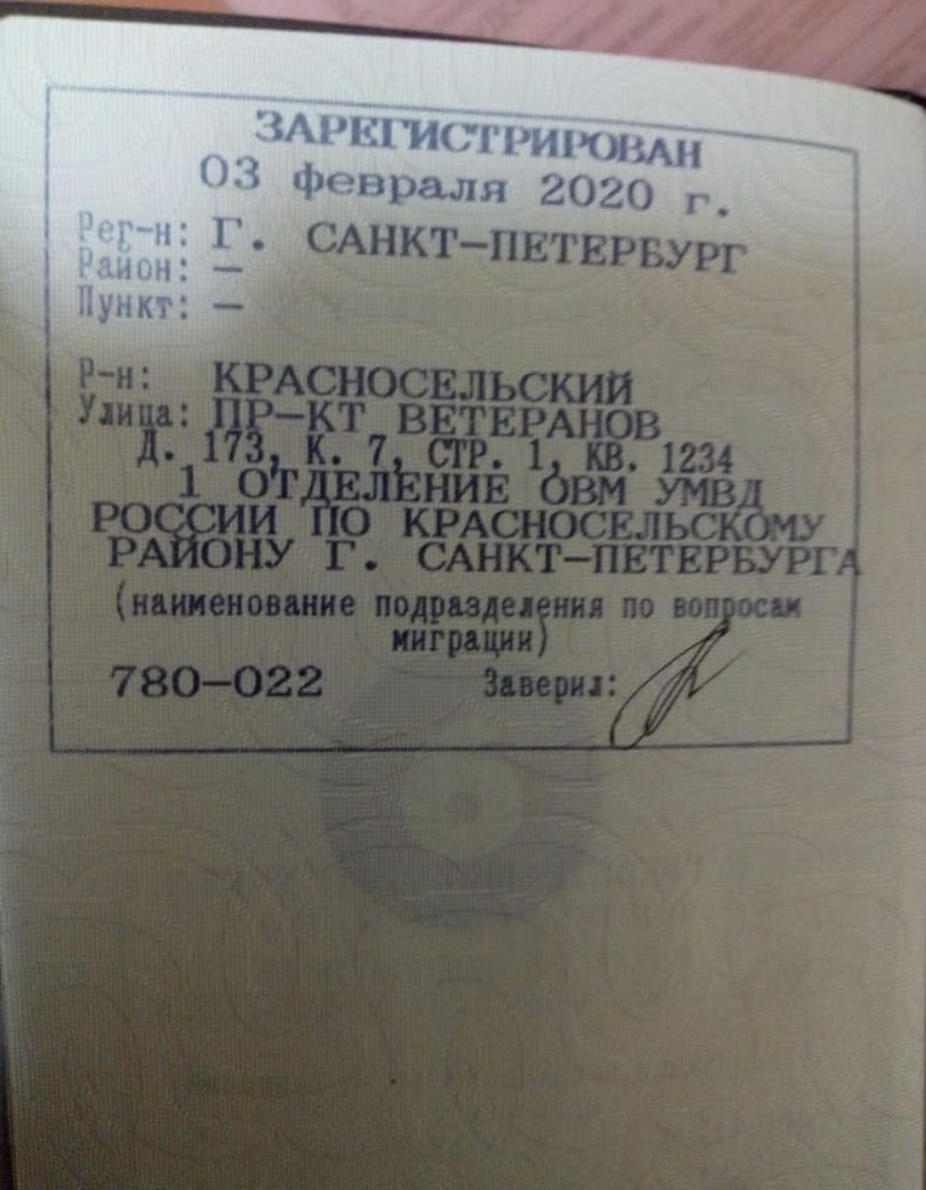 ЗАРЕГИСТРИРОВАН
03 февраля 2020 г.
Рег-н: Г. САНКТ-ПЕТЕРБУРГ
Район: –
Пункт: –
Р-н: КРАСНОСЕЛЬСКИЙ
Улица: ПР-КТ ВЕТЕРАНОВ
Д. 173, К. 7, СТР. 1, КВ. 1234
1 ОТДЕЛЕНИЕ ОВМ УМВД
РОССИИ ПО КРАСНОСЕЛЬСКОМУ
РАЙОНУ Г. САНКТ-ПЕТЕРБУРГА
(наименование подразделения по вопросам
миграции)
780-022 Заверил: